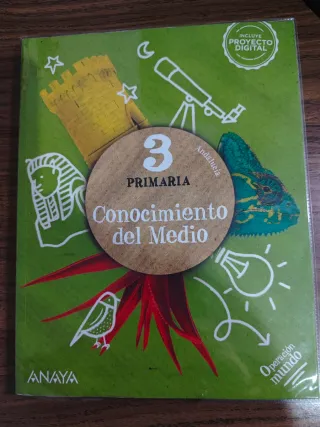 INCLUYE
PROYECTO
DIGITAL
3
Andalucía
PRIMARIA
Conocimiento
del Medio
Operación
mundo
ANAYA